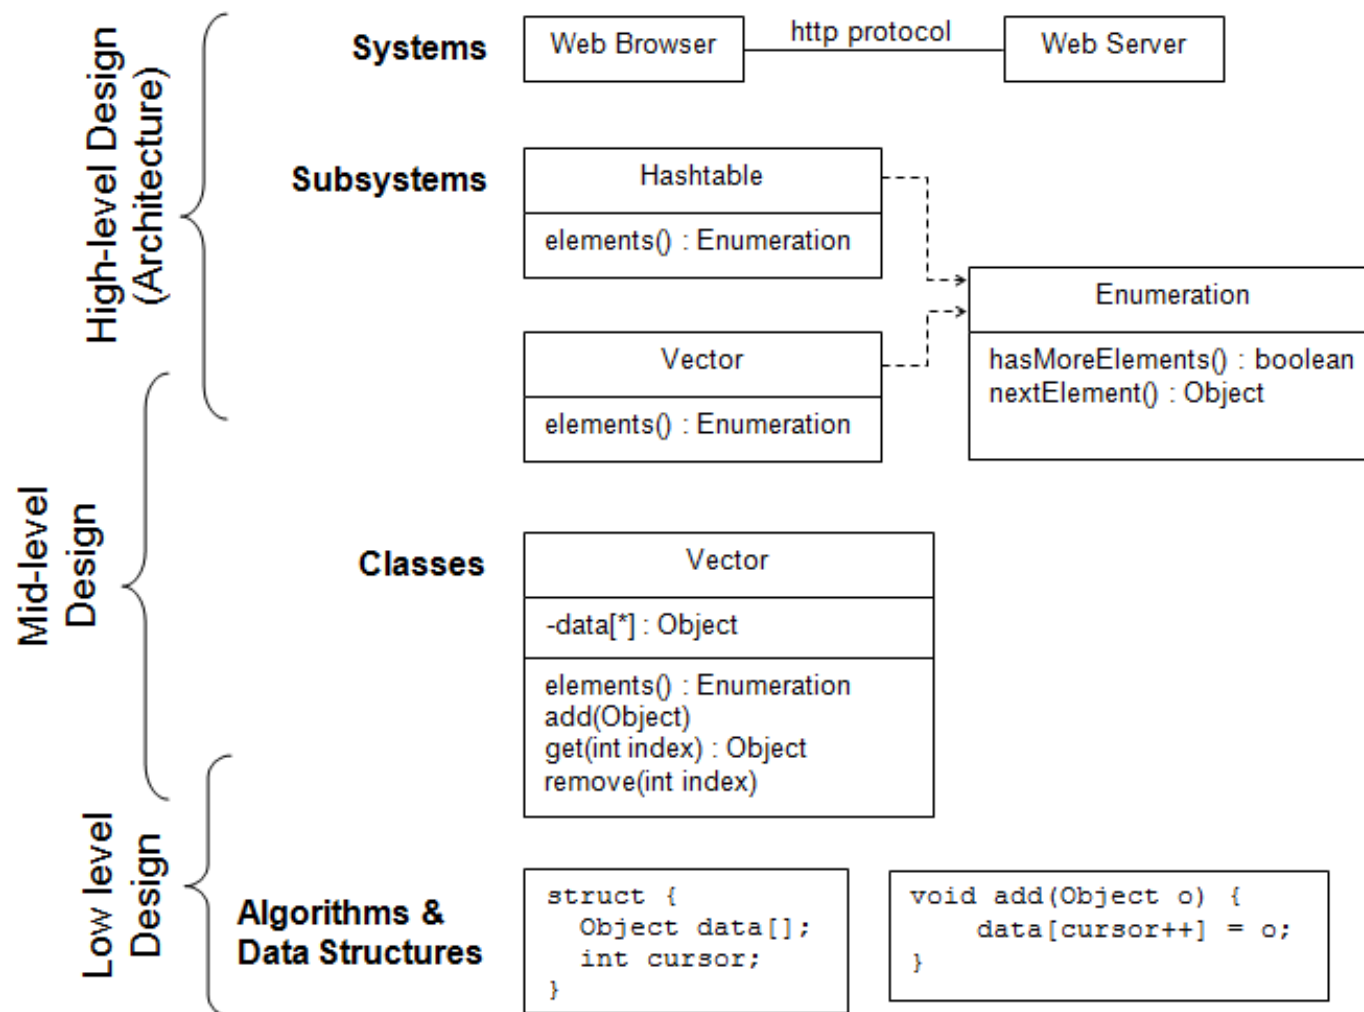 High-level Design
(Architecture)
Systems
Web Browser
http protocol
Web Server
Subsystems
Hashtable
elements() : Enumeration
Vector
elements() : Enumeration
Enumeration
hasMoreElements() : boolean
nextElement() : Object
Mid-level
Design
Classes
Vector
-data[*] : Object
elements() : Enumeration
add(Object)
get(int index) : Object
remove(int index)
Low level
Design
Algorithms &
Data Structures
struct {
  Object data[];
  int cursor;
}
void add(Object o) {
    data[cursor++] = o;
}